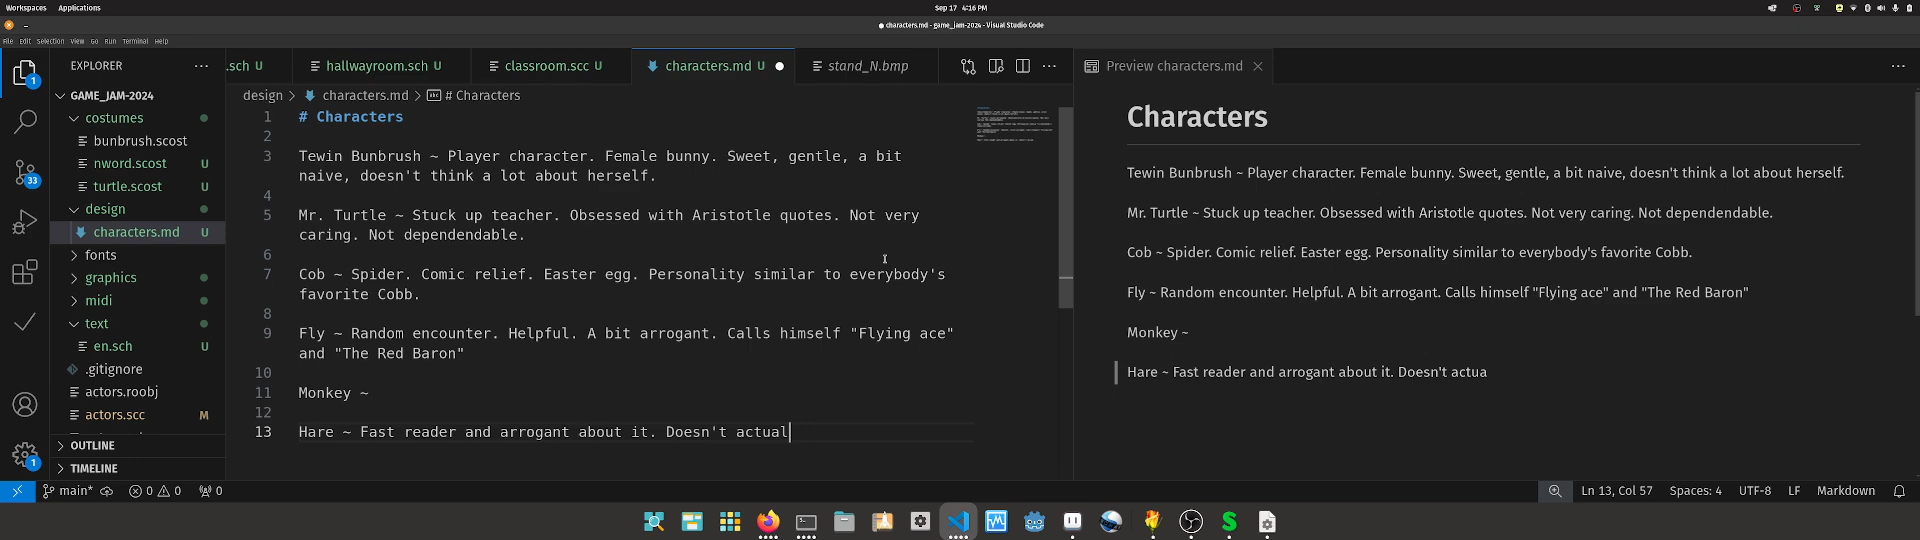 Workspaces Applications
Sep 17 4:16 PM
● characters.md - game_jam-2024 - Visual Studio Code
File Edit Selection View Go Run Terminal Help
EXPLORER ···
.sch U hallwayroom.sch U classroom.scc U characters.md U ● stand_N.bmp
Preview characters.md
GAME_JAM-2024
costumes
bunbrush.scost
nword.scost U
turtle.scost U
design
characters.md U
fonts
graphics
midi
text
en.sch U
.gitignore
actors.roobj
actors.scc M
OUTLINE
TIMELINE
1
33
1
design > characters.md > # Characters
1 # Characters
2
3 Tewin Bunbrush ~ Player character. Female bunny. Sweet, gentle, a bit
naive, doesn't think a lot about herself.
4
5 Mr. Turtle ~ Stuck up teacher. Obsessed with Aristotle quotes. Not very
caring. Not dependendable.
6
7 Cob ~ Spider. Comic relief. Easter egg. Personality similar to everybody's
favorite Cobb.
8
9 Fly ~ Random encounter. Helpful. A bit arrogant. Calls himself "Flying ace"
and "The Red Baron"
10
11 Monkey ~
12
13 Hare ~ Fast reader and arrogant about it. Doesn't actual
Characters
Tewin Bunbrush ~ Player character. Female bunny. Sweet, gentle, a bit naive, doesn't think a lot about herself.
Mr. Turtle ~ Stuck up teacher. Obsessed with Aristotle quotes. Not very caring. Not dependendable.
Cob ~ Spider. Comic relief. Easter egg. Personality similar to everybody's favorite Cobb.
Fly ~ Random encounter. Helpful. A bit arrogant. Calls himself "Flying ace" and "The Red Baron"
Monkey ~
Hare ~ Fast reader and arrogant about it. Doesn't actua
main* 0 0 0
Ln 13, Col 57 Spaces: 4 UTF-8 LF Markdown